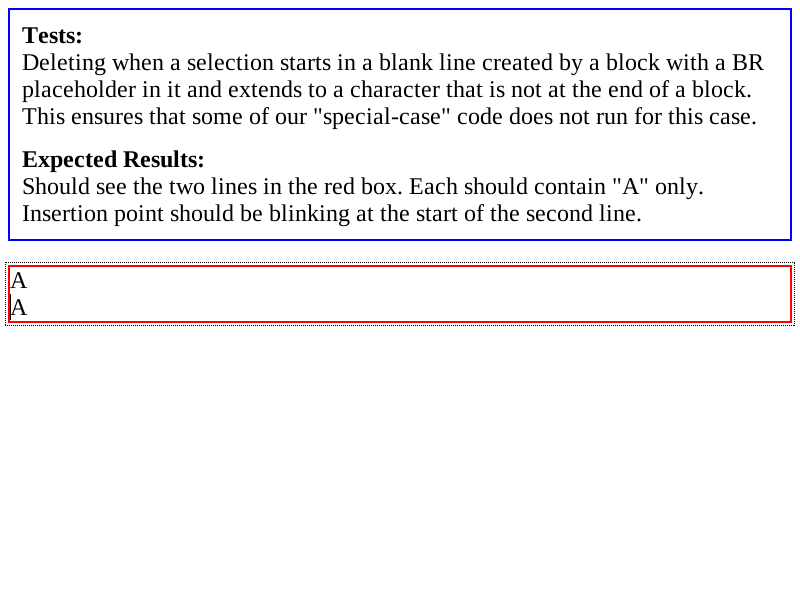 Tests:
Deleting when a selection starts in a blank line created by a block with a BR
placeholder in it and extends to a character that is not at the end of a block.
This ensures that some of our "special-case" code does not run for this case.
Expected Results:
Should see the two lines in the red box. Each should contain "A" only.
Insertion point should be blinking at the start of the second line.
A
A